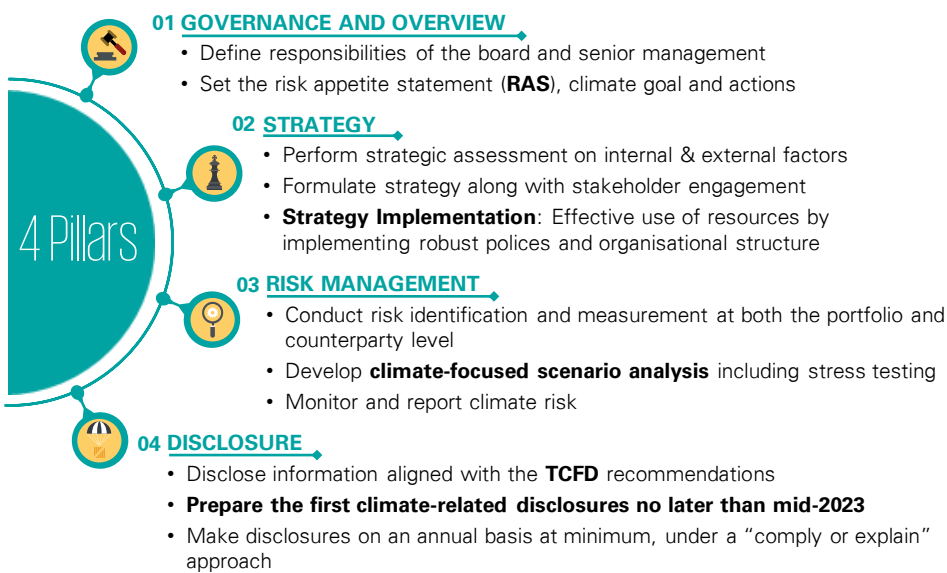 01 GOVERNANCE AND OVERVIEW
• Define responsibilities of the board and senior management
• Set the risk appetite statement (RAS), climate goal and actions
02 STRATEGY
• Perform strategic assessment on internal & external factors
• Formulate strategy along with stakeholder engagement
• Strategy Implementation: Effective use of resources by
implementing robust polices and organisational structure
4 Pillars
03 RISK MANAGEMENT
• Conduct risk identification and measurement at both the portfolio and
counterparty level
• Develop climate-focused scenario analysis including stress testing
• Monitor and report climate risk
04 DISCLOSURE
• Disclose information aligned with the TCFD recommendations
• Prepare the first climate-related disclosures no later than mid-2023
• Make disclosures on an annual basis at minimum, under a “comply or explain”
approach